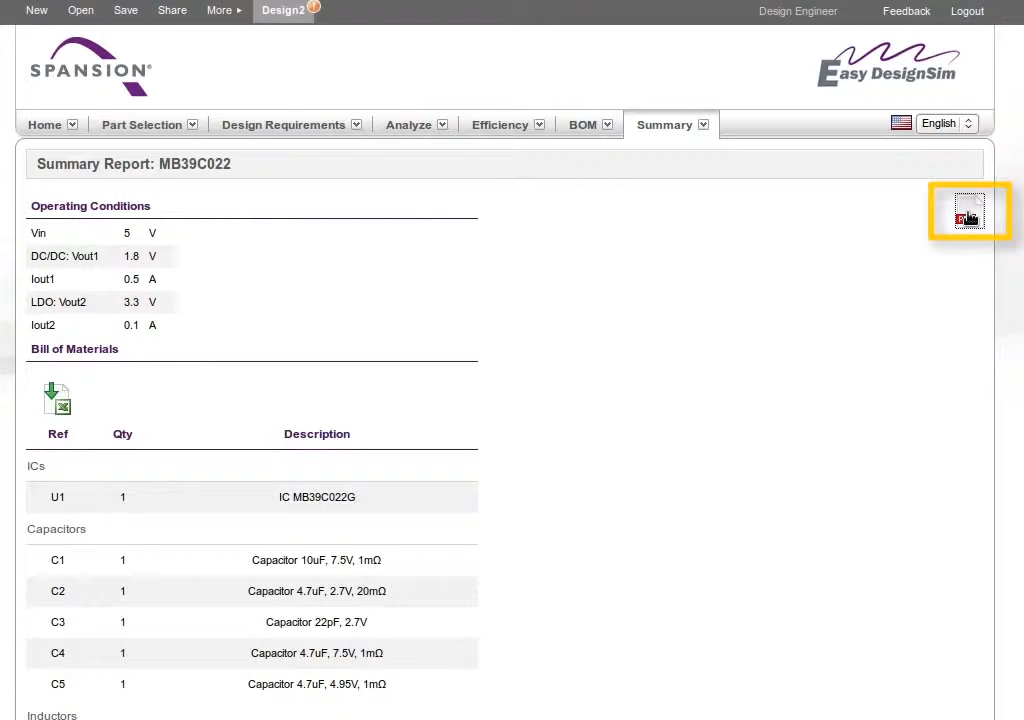 New Open Save Share More Design2 Design Engineer Feedback Logout
SPANSION®
Easy DesignSim
Home Part Selection Design Requirements Analyze Efficiency BOM Summary English
Summary Report: MB39C022
Operating Conditions
Vin 5 V
DC/DC: Vout1 1.8 V
Iout1 0.5 A
LDO: Vout2 3.3 V
Iout2 0.1 A
Bill of Materials
Ref Qty Description
ICs
U1 1 IC MB39C022G
Capacitors
C1 1 Capacitor 10uF, 7.5V, 1mΩ
C2 1 Capacitor 4.7uF, 2.7V, 20mΩ
C3 1 Capacitor 22pF, 2.7V
C4 1 Capacitor 4.7uF, 7.5V, 1mΩ
C5 1 Capacitor 4.7uF, 4.95V, 1mΩ
Inductors